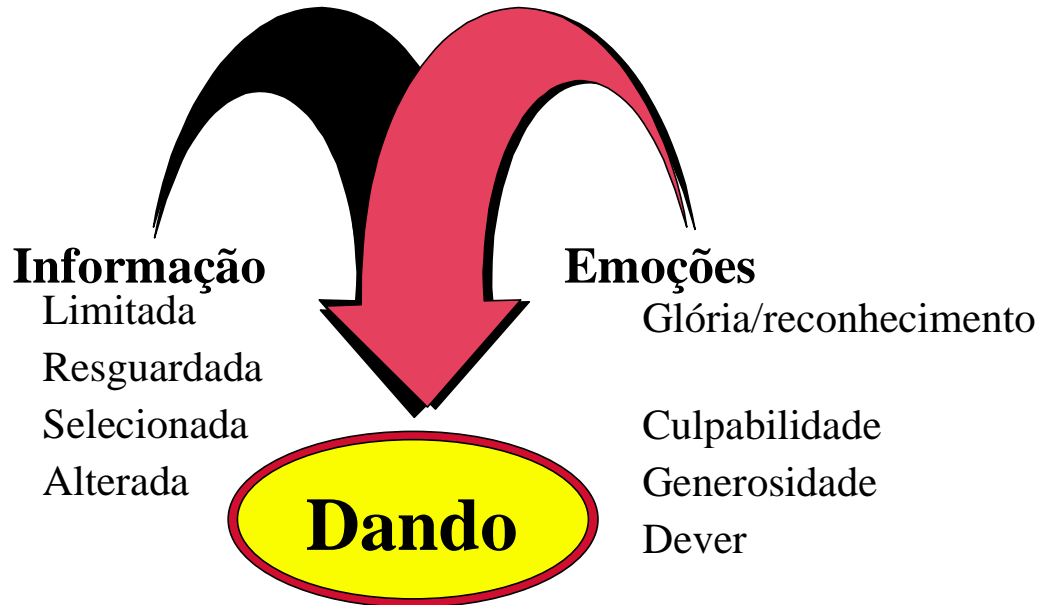 Informação
Limitada
Resguardada
Selecionada
Alterada
Emoções
Glória/reconhecimento
Culpabilidade
Generosidade
Dever
Dando